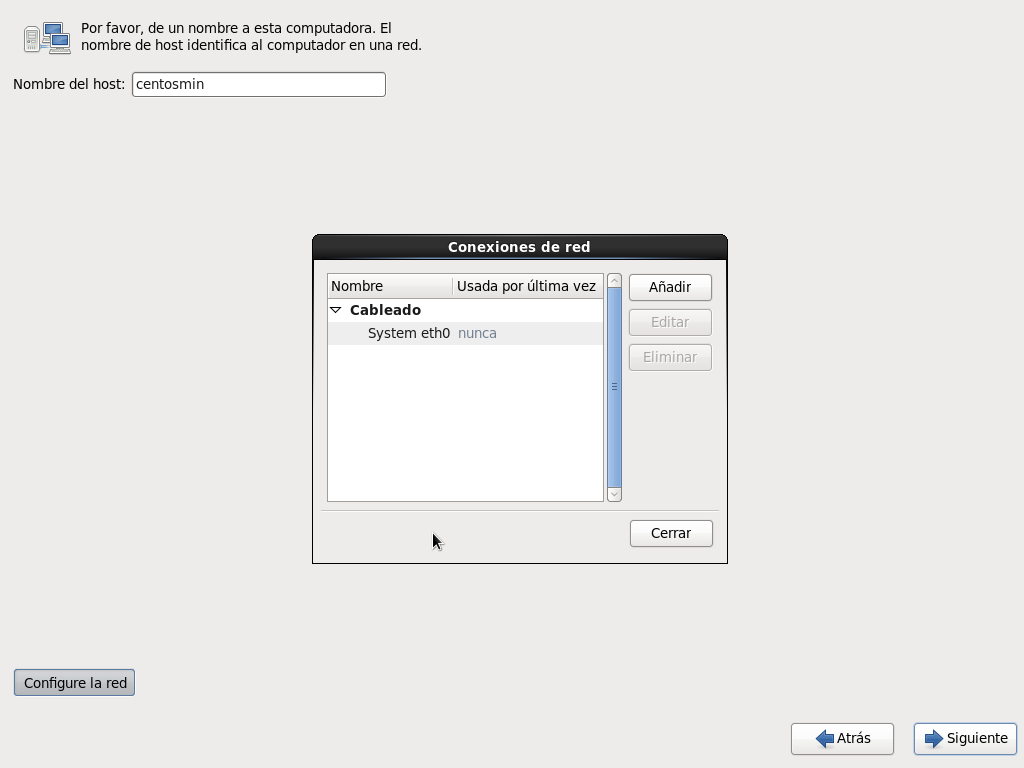 Por favor, de un nombre a esta computadora. El
nombre de host identifica al computador en una red.
Nombre del host: centosmin
Conexiones de red
Nombre Usada por última vez
Cableado
System eth0 nunca
Añadir
Editar
Eliminar
Cerrar
Configure la red
Atrás Siguiente